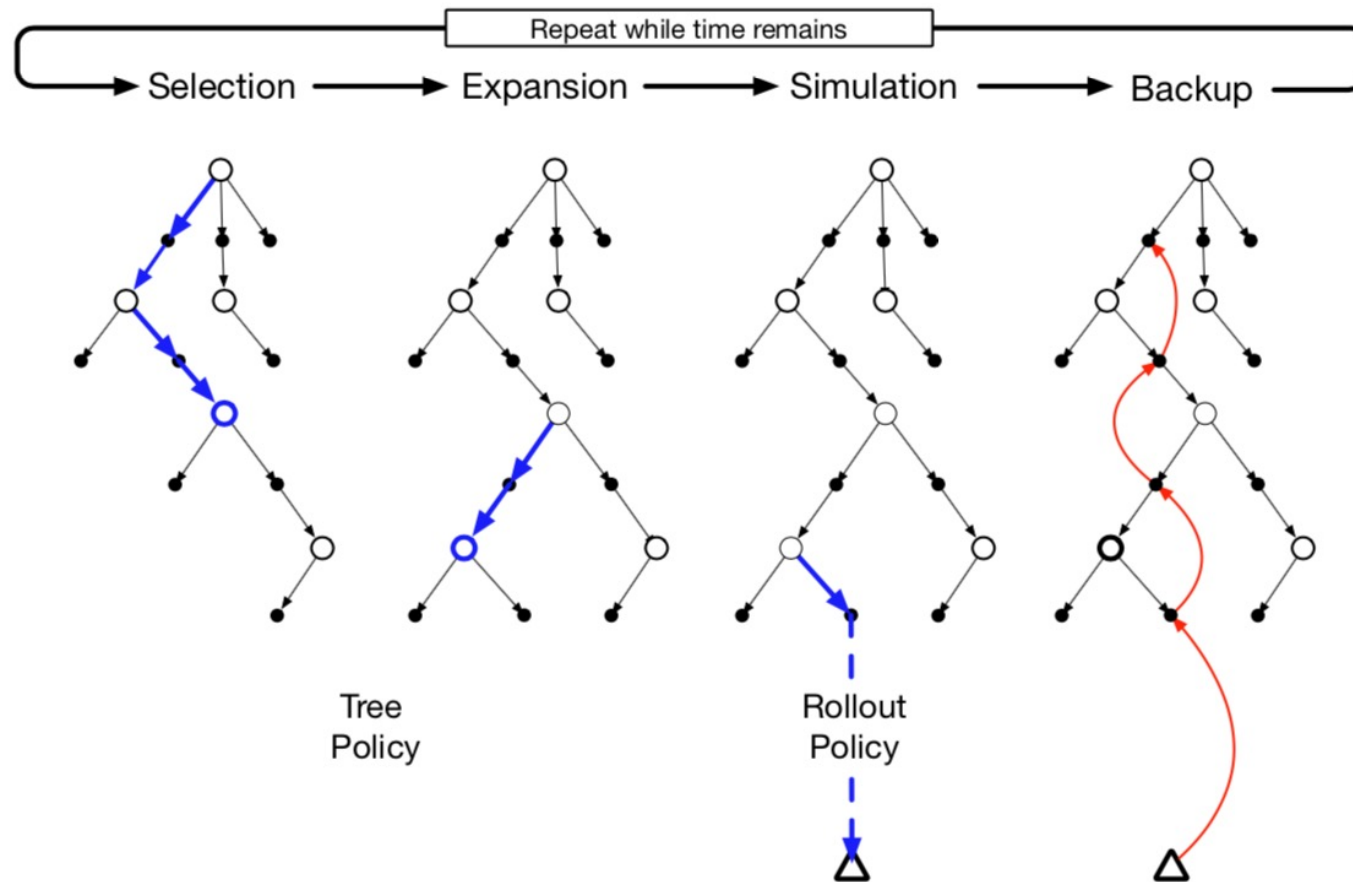 Repeat while time remains
Selection
Expansion
Simulation
Backup
Tree
Policy
Rollout
Policy